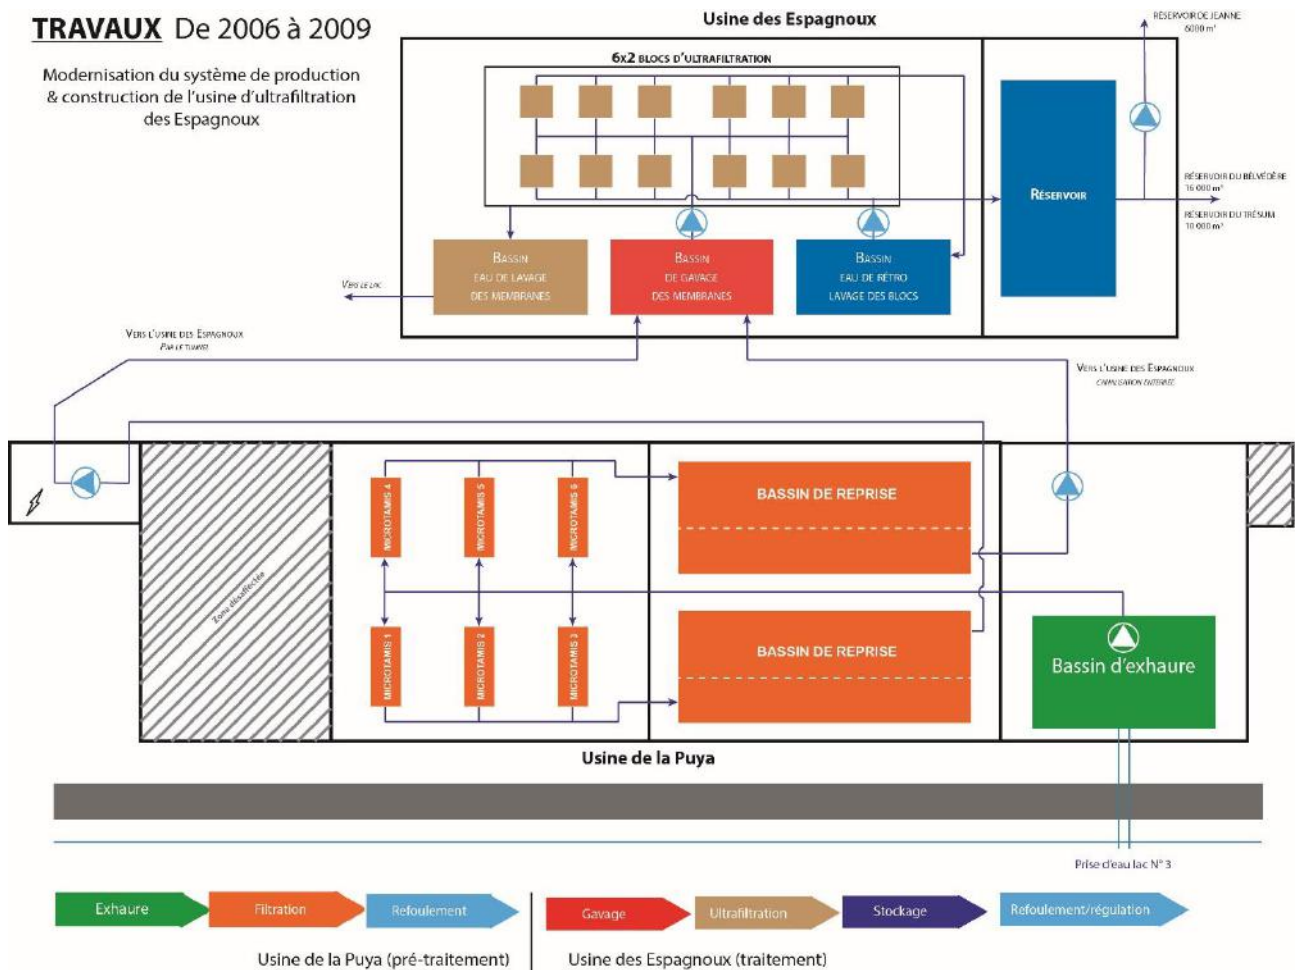 TRAVAUX De 2006 à 2009
Modernisation du système de production
& construction de l'usine d'ultrafiltration
des Espagnoux
Usine des Espagnoux
RÉSERVOIR DE JEANNE
6000 m³
6x2 BLOCS D'ULTRAFILTRATION
RÉSERVOIR
RÉSERVOIR DU BELVÉDÈRE
16 000 m³
RÉSERVOIR DU TRÉSUM
10 000 m³
BASSIN
EAU DE LAVAGE
DES MEMBRANES
BASSIN
DE GAVAGE
DES MEMBRANES
BASSIN
EAU DE RÉTRO
LAVAGE DES BLOCS
VERS LE LAC
VERS L'USINE DES ESPAGNOUX
PAR LE TUNNEL
VERS L'USINE DES ESPAGNOUX
CANALISATION ENTERRÉE
Zone désaffectée
MICROTAMIS 4
MICROTAMIS 5
MICROTAMIS 6
BASSIN DE REPRISE
MICROTAMIS 1
MICROTAMIS 2
MICROTAMIS 3
BASSIN DE REPRISE
Bassin d'exhaure
Usine de la Puya
Prise d'eau lac N° 3
Exhaure
Filtration
Refoulement
Gavage
Ultrafiltration
Stockage
Refoulement/régulation
Usine de la Puya (pré-traitement)
Usine des Espagnoux (traitement)